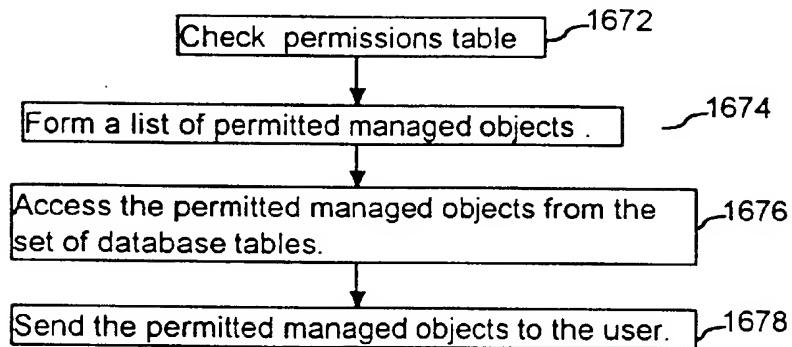 Check permissions table
1672
Form a list of permitted managed objects .
1674
Access the permitted managed objects from the
set of database tables.
1676
Send the permitted managed objects to the user.
1678